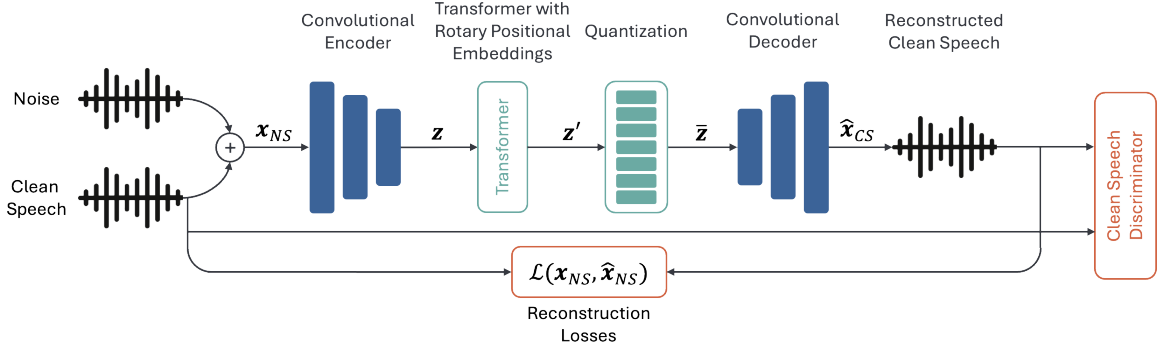 Convolutional
Encoder
Transformer with
Rotary Positional
Embeddings
Quantization
Convolutional
Decoder
Reconstructed
Clean Speech
Noise
Clean
Speech
+
x_NS
z
Transformer
z′
z̄
x̂_CS
Clean Speech
Discriminator
ℒ(x_NS, x̂_NS)
Reconstruction
Losses